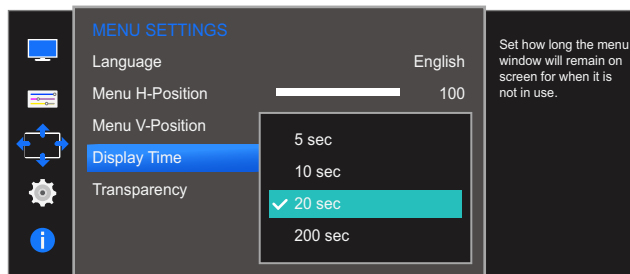 MENU SETTINGS
Language English
Menu H-Position 100
Menu V-Position
Display Time
Transparency
5 sec
10 sec
20 sec
200 sec
Set how long the menu
window will remain on
screen for when it is
not in use.